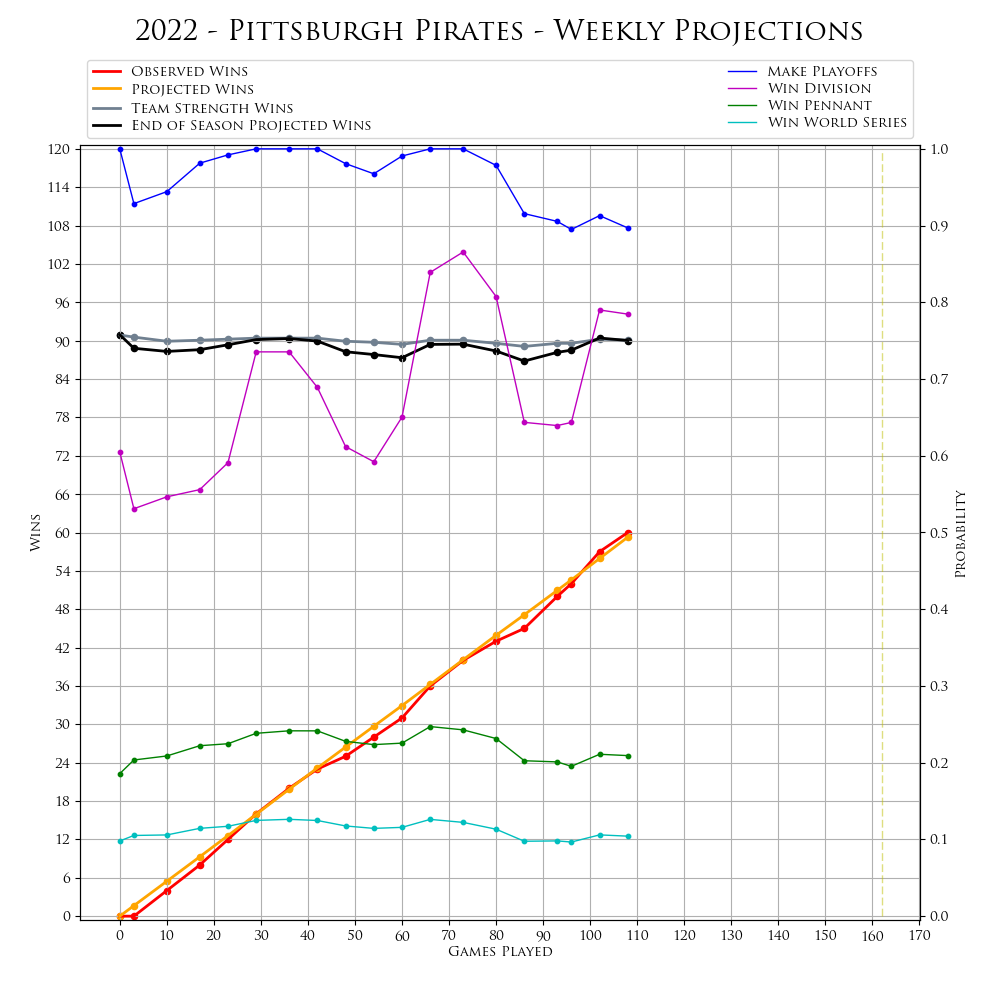 2022 - Pittsburgh Pirates - Weekly Projections
Observed Wins
Projected Wins
Team Strength Wins
End of Season Projected Wins
Make Playoffs
Win Division
Win Pennant
Win World Series
120
114
108
102
96
90
84
78
72
66
60
54
48
42
36
30
24
18
12
6
0
Wins
1.0
0.9
0.8
0.7
0.6
0.5
0.4
0.3
0.2
0.1
0.0
Probability
0 10 20 30 40 50 60 70 80 90 100 110 120 130 140 150 160 170
Games Played